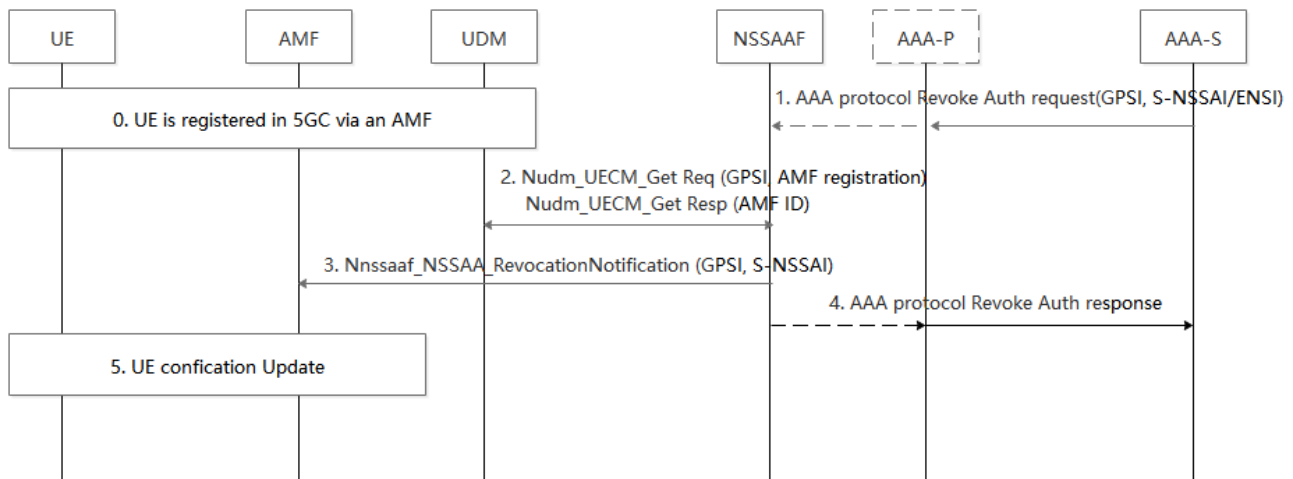 UE
AMF
UDM
NSSAAF
AAA-P
AAA-S
1. AAA protocol Revoke Auth request(GPSI, S-NSSAI/ENSI)
0. UE is registered in 5GC via an AMF
2. Nudm_UECM_Get Req (GPSI, AMF registration)
Nudm_UECM_Get Resp (AMF ID)
3. Nnssaaf_NSSAA_RevocationNotification (GPSI, S-NSSAI)
4. AAA protocol Revoke Auth response
5. UE confication Update